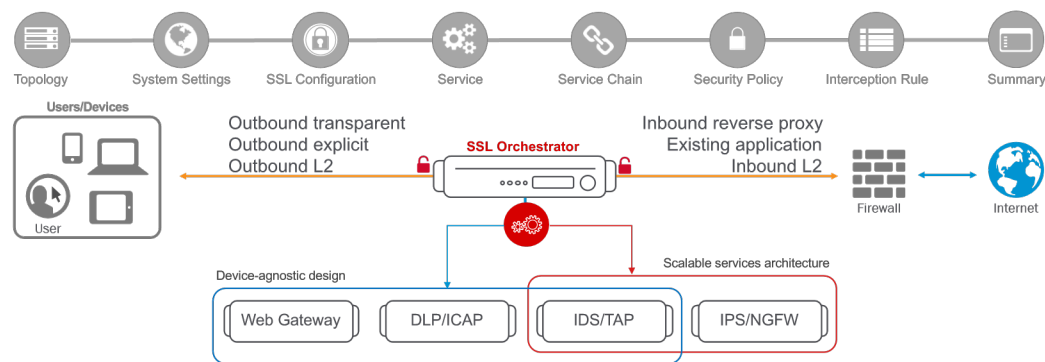 Topology
System Settings
SSL Configuration
Service
Service Chain
Security Policy
Interception Rule
Summary
Users/Devices
User
Outbound transparent
Outbound explicit
Outbound L2
SSL Orchestrator
Inbound reverse proxy
Existing application
Inbound L2
Firewall
Internet
Device-agnostic design
Scalable services architecture
Web Gateway
DLP/ICAP
IDS/TAP
IPS/NGFW